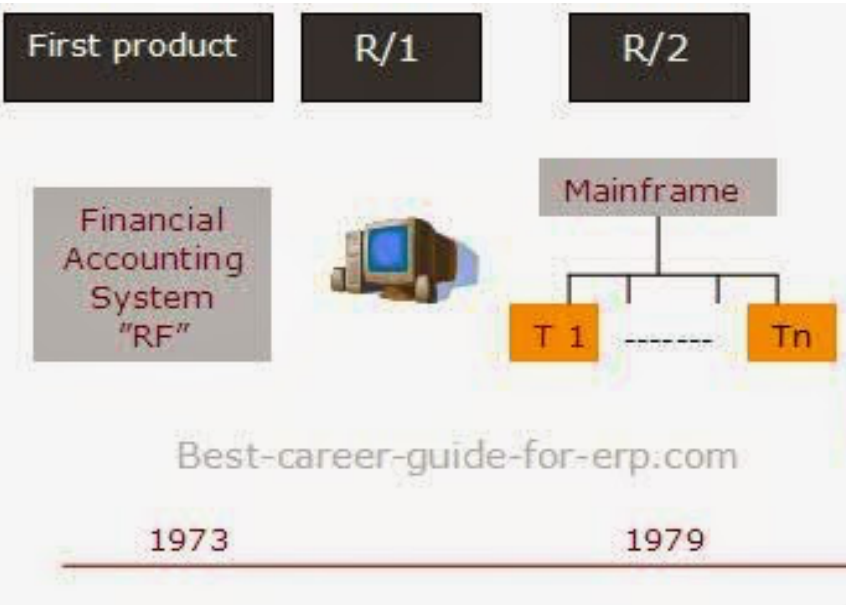 First product
R/1
R/2
Financial
Accounting
System
"RF"
Mainframe
T 1
-------
Tn
Best-career-guide-for-erp.com
1973
1979